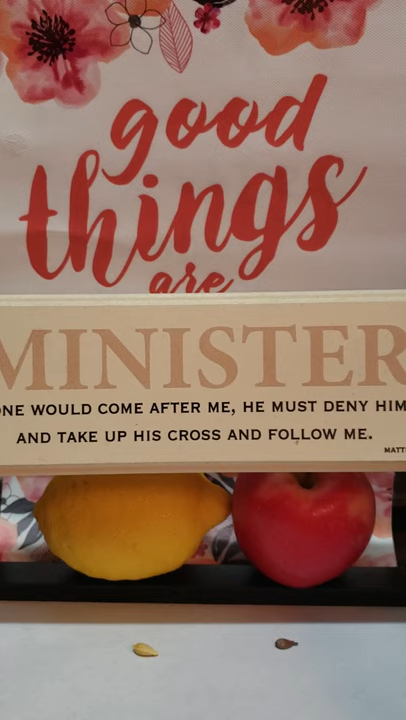 good
things
are
MINISTER
ONE WOULD COME AFTER ME, HE MUST DENY HIM
AND TAKE UP HIS CROSS AND FOLLOW ME.
MATT